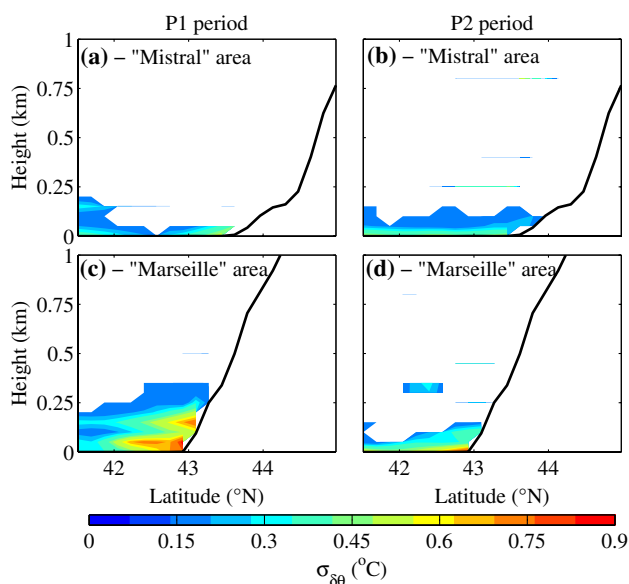 P1 period
P2 period
1
(a) – "Mistral" area
(b) – "Mistral" area
0.75
0.5
0.25
0
Height (km)
1
(c) – "Marseille" area
(d) – "Marseille" area
0.75
0.5
0.25
0
Height (km)
42 43 44
42 43 44
Latitude (°N)
Latitude (°N)
0 0.15 0.3 0.45 0.6 0.75 0.9
σδθ (°C)